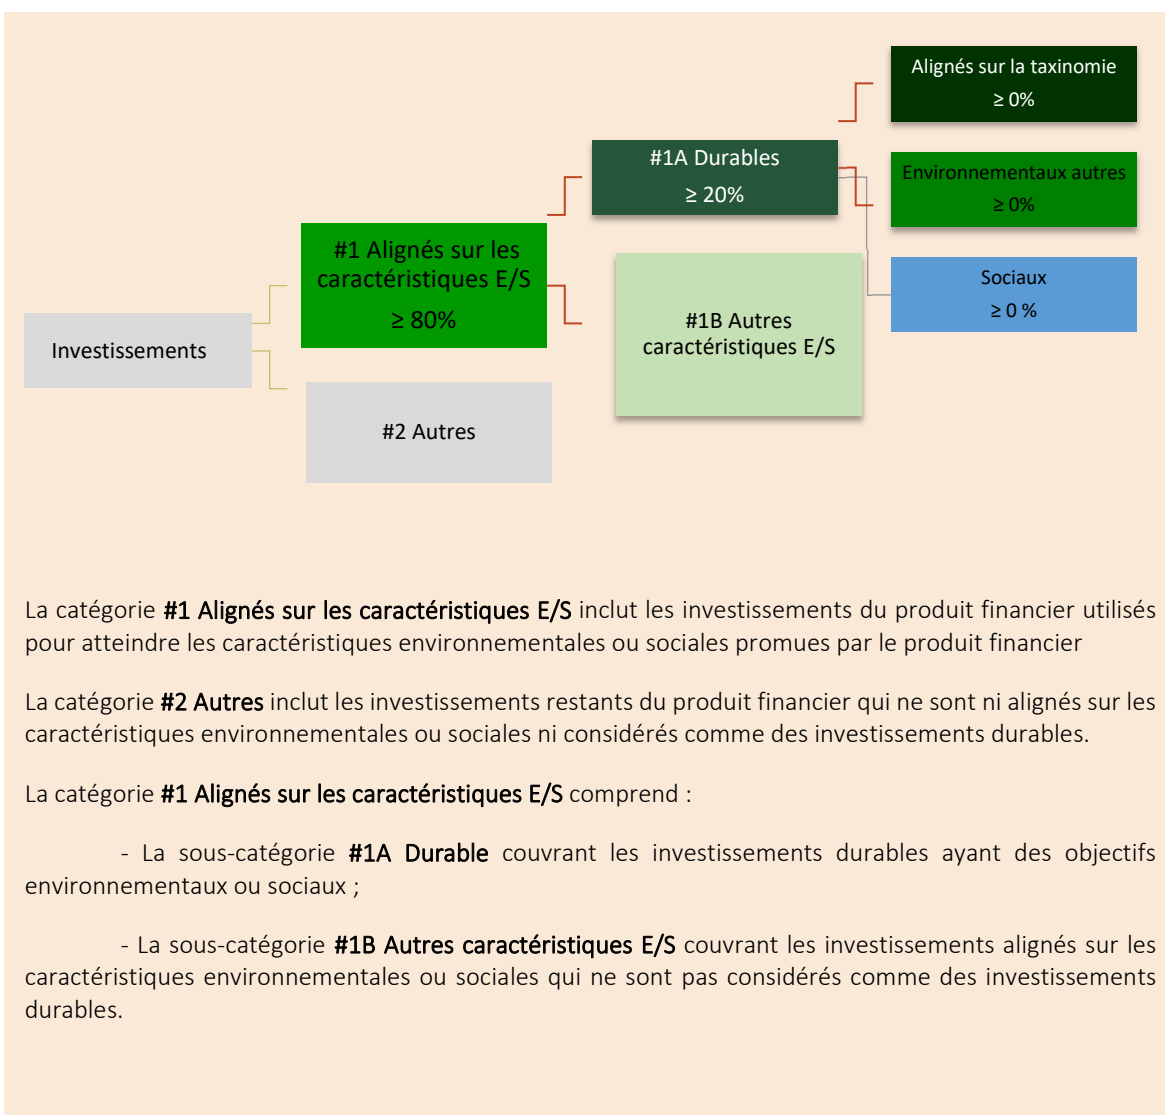 Alignés sur la taxinomie
≥ 0%
#1A Durables
≥ 20%
Environnementaux autres
≥ 0%
#1 Alignés sur les
caractéristiques E/S
≥ 80%
Sociaux
≥ 0 %
#1B Autres
caractéristiques E/S
Investissements
#2 Autres
La catégorie #1 Alignés sur les caractéristiques E/S inclut les investissements du produit financier utilisés
pour atteindre les caractéristiques environnementales ou sociales promues par le produit financier
La catégorie #2 Autres inclut les investissements restants du produit financier qui ne sont ni alignés sur les
caractéristiques environnementales ou sociales ni considérés comme des investissements durables.
La catégorie #1 Alignés sur les caractéristiques E/S comprend :
- La sous-catégorie #1A Durable couvrant les investissements durables ayant des objectifs
environnementaux ou sociaux ;
- La sous-catégorie #1B Autres caractéristiques E/S couvrant les investissements alignés sur les
caractéristiques environnementales ou sociales qui ne sont pas considérés comme des investissements
durables.